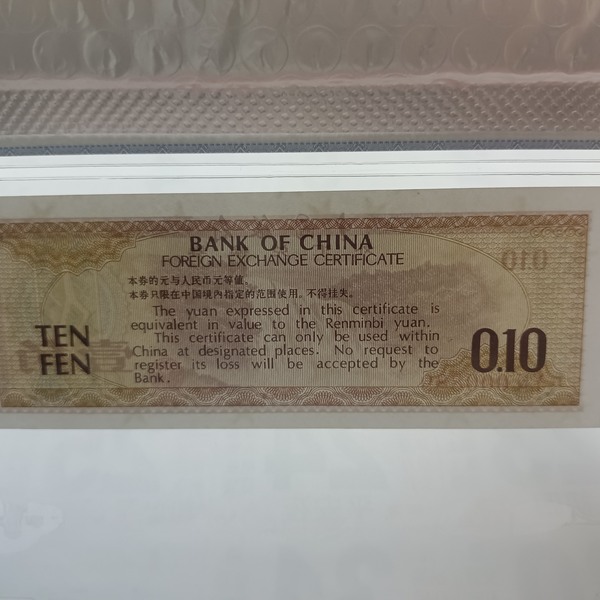 BANK OF CHINA
FOREIGN EXCHANGE CERTIFICATE
本券的元与人民币元等值。
本券只限在中国境内指定的范围使用。不得挂失。
The yuan expressed in this certificate is
equivalent in value to the Renminbi yuan.
This certificate can only be used within
China at designated places. No request to
register its loss will be accepted by the
Bank.
TEN
FEN
0.10